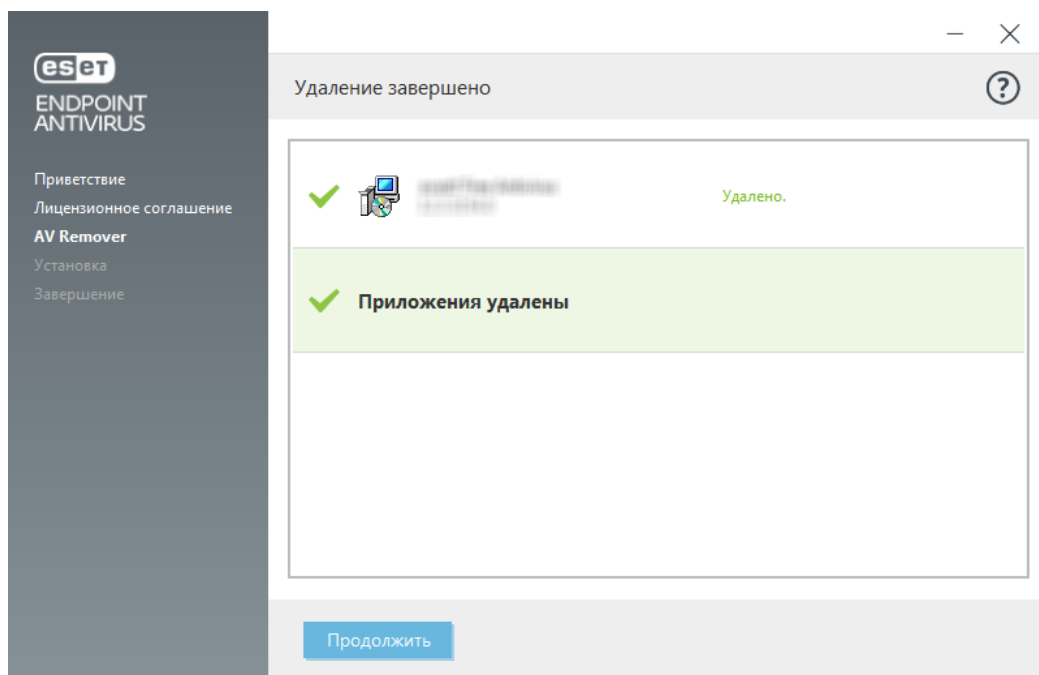 eset
ENDPOINT
ANTIVIRUS
Приветствие
Лицензионное соглашение
AV Remover
Установка
Завершение
Удаление завершено
?
Удалено.
Приложения удалены
Продолжить